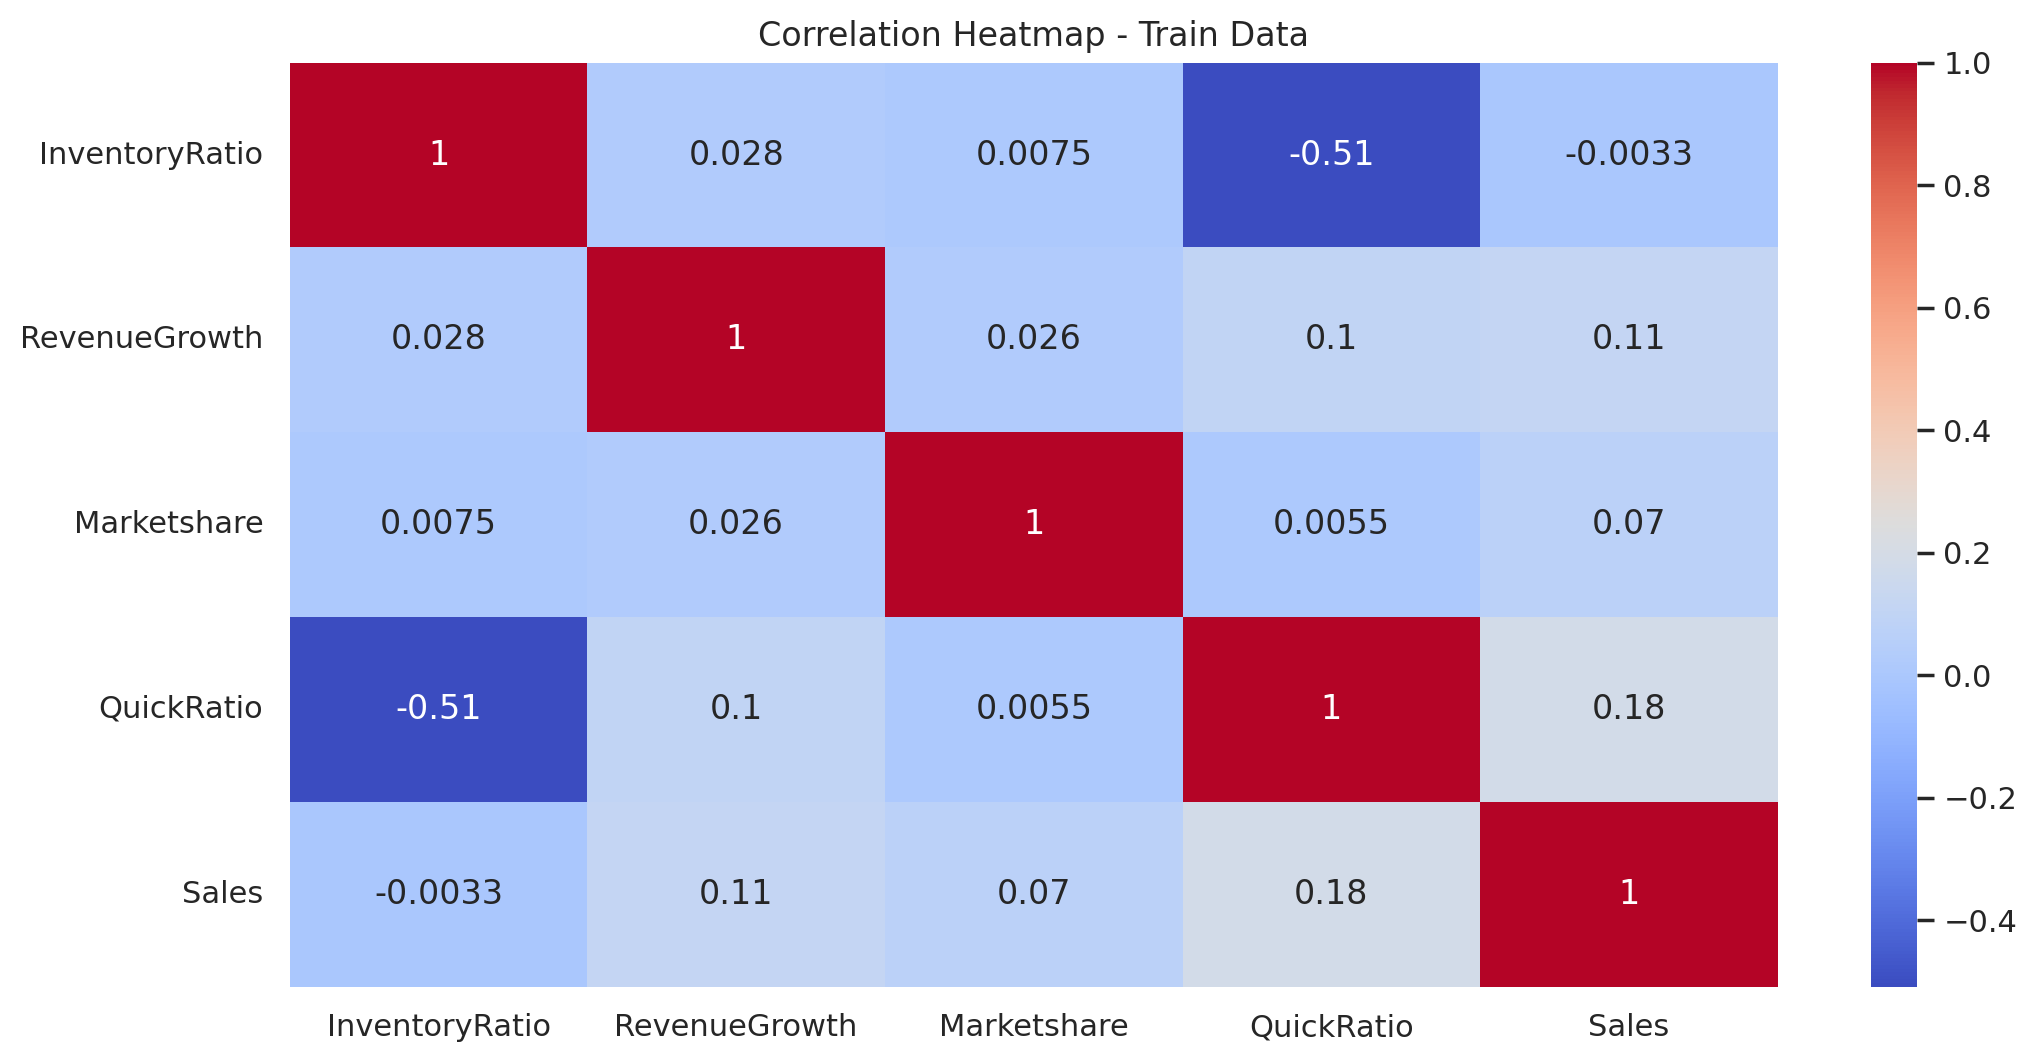 Correlation Heatmap - Train Data
InventoryRatio 1 0.028 0.0075 -0.51 -0.0033
RevenueGrowth 0.028 1 0.026 0.1 0.11
Marketshare 0.0075 0.026 1 0.0055 0.07
QuickRatio -0.51 0.1 0.0055 1 0.18
Sales -0.0033 0.11 0.07 0.18 1
InventoryRatio RevenueGrowth Marketshare QuickRatio Sales
1.0
0.8
0.6
0.4
0.2
0.0
−0.2
−0.4